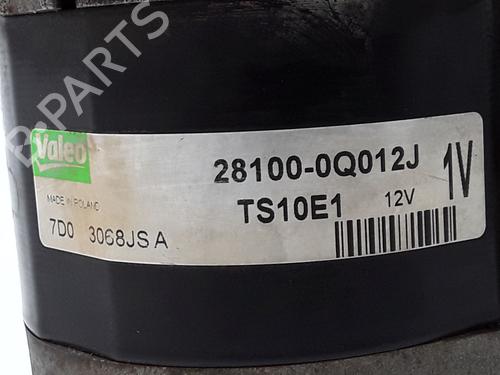 B-PARTS
Valeo
28100-0Q012J
1V
MADE IN POLAND
TS10E1 12V
7D0 3068JS A